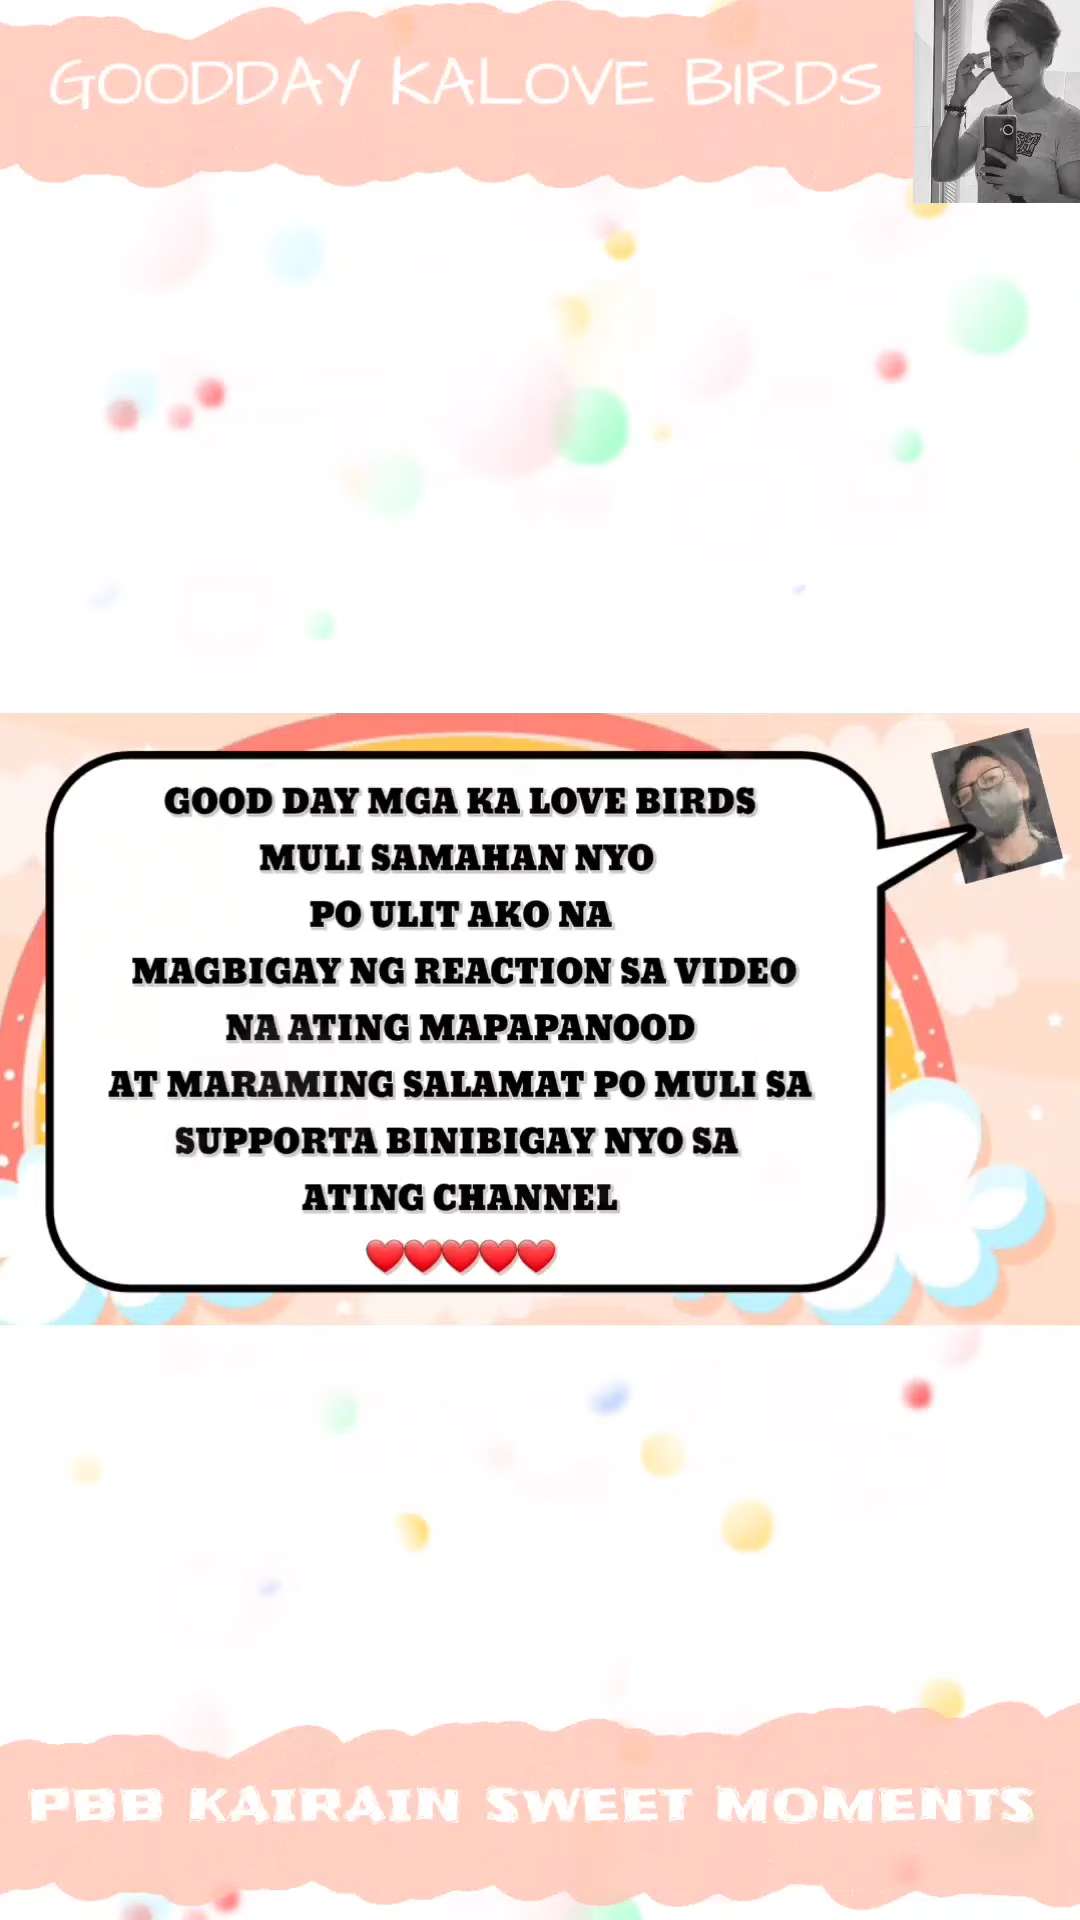 GOODDAY KALOVE BIRDS
GOOD DAY MGA KA LOVE BIRDS
MULI SAMAHAN NYO
PO ULIT AKO NA
MAGBIGAY NG REACTION SA VIDEO
NA ATING MAPAPANOOD
AT MARAMING SALAMAT PO MULI SA
SUPPORTA BINIBIGAY NYO SA
ATING CHANNEL
❤️❤️❤️❤️❤️
PBB KAIRAIN SWEET MOMENTS